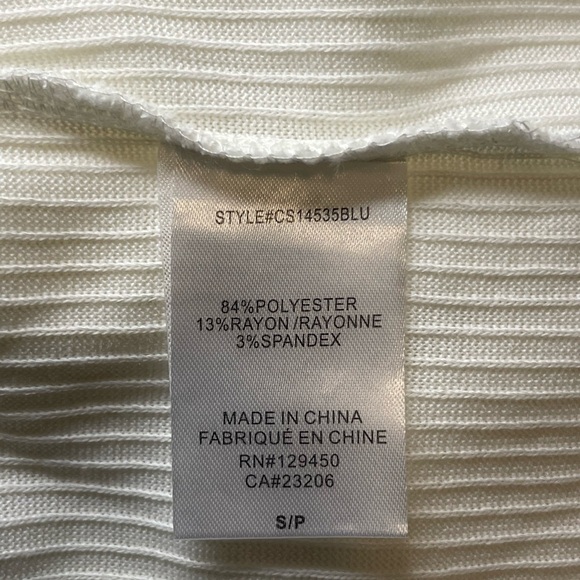 STYLE#CS14535BLU
84%POLYESTER
13%RAYON/RAYONNE
3%SPANDEX
MADE IN CHINA
FABRIQUÉ EN CHINE
RN#129450
CA#23206
S/P